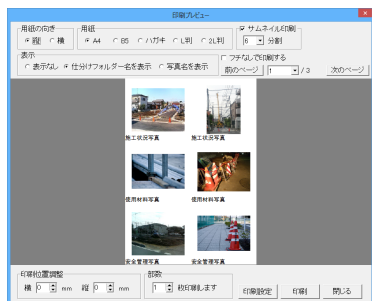 印刷プレビュー
用紙の向き
縦 横
用紙
A4 B5 ハガキ L判 2L判
サムネイル印刷
6 分割
表示
表示なし 仕分けフォルダー名を表示 写真名を表示
フチなしで印刷する
前のページ 1 / 3 次のページ
施工状況写真 施工状況写真
使用材料写真 使用材料写真
安全管理写真 安全管理写真
印刷位置調整
横 0 mm 縦 0 mm
部数
1 枚印刷します
印刷設定 印刷 閉じる